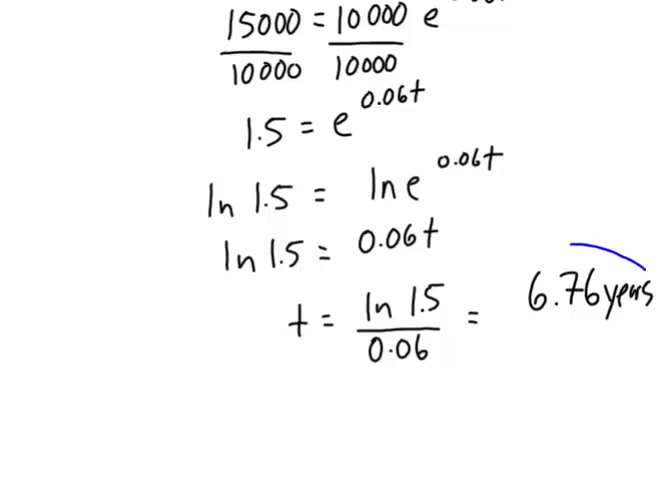 15000 = 10000 e
10000 10000
1.5 = e^0.06t
ln 1.5 = ln e^0.06t
ln 1.5 = 0.06t
t = ln 1.5 / 0.06 = 6.76 years